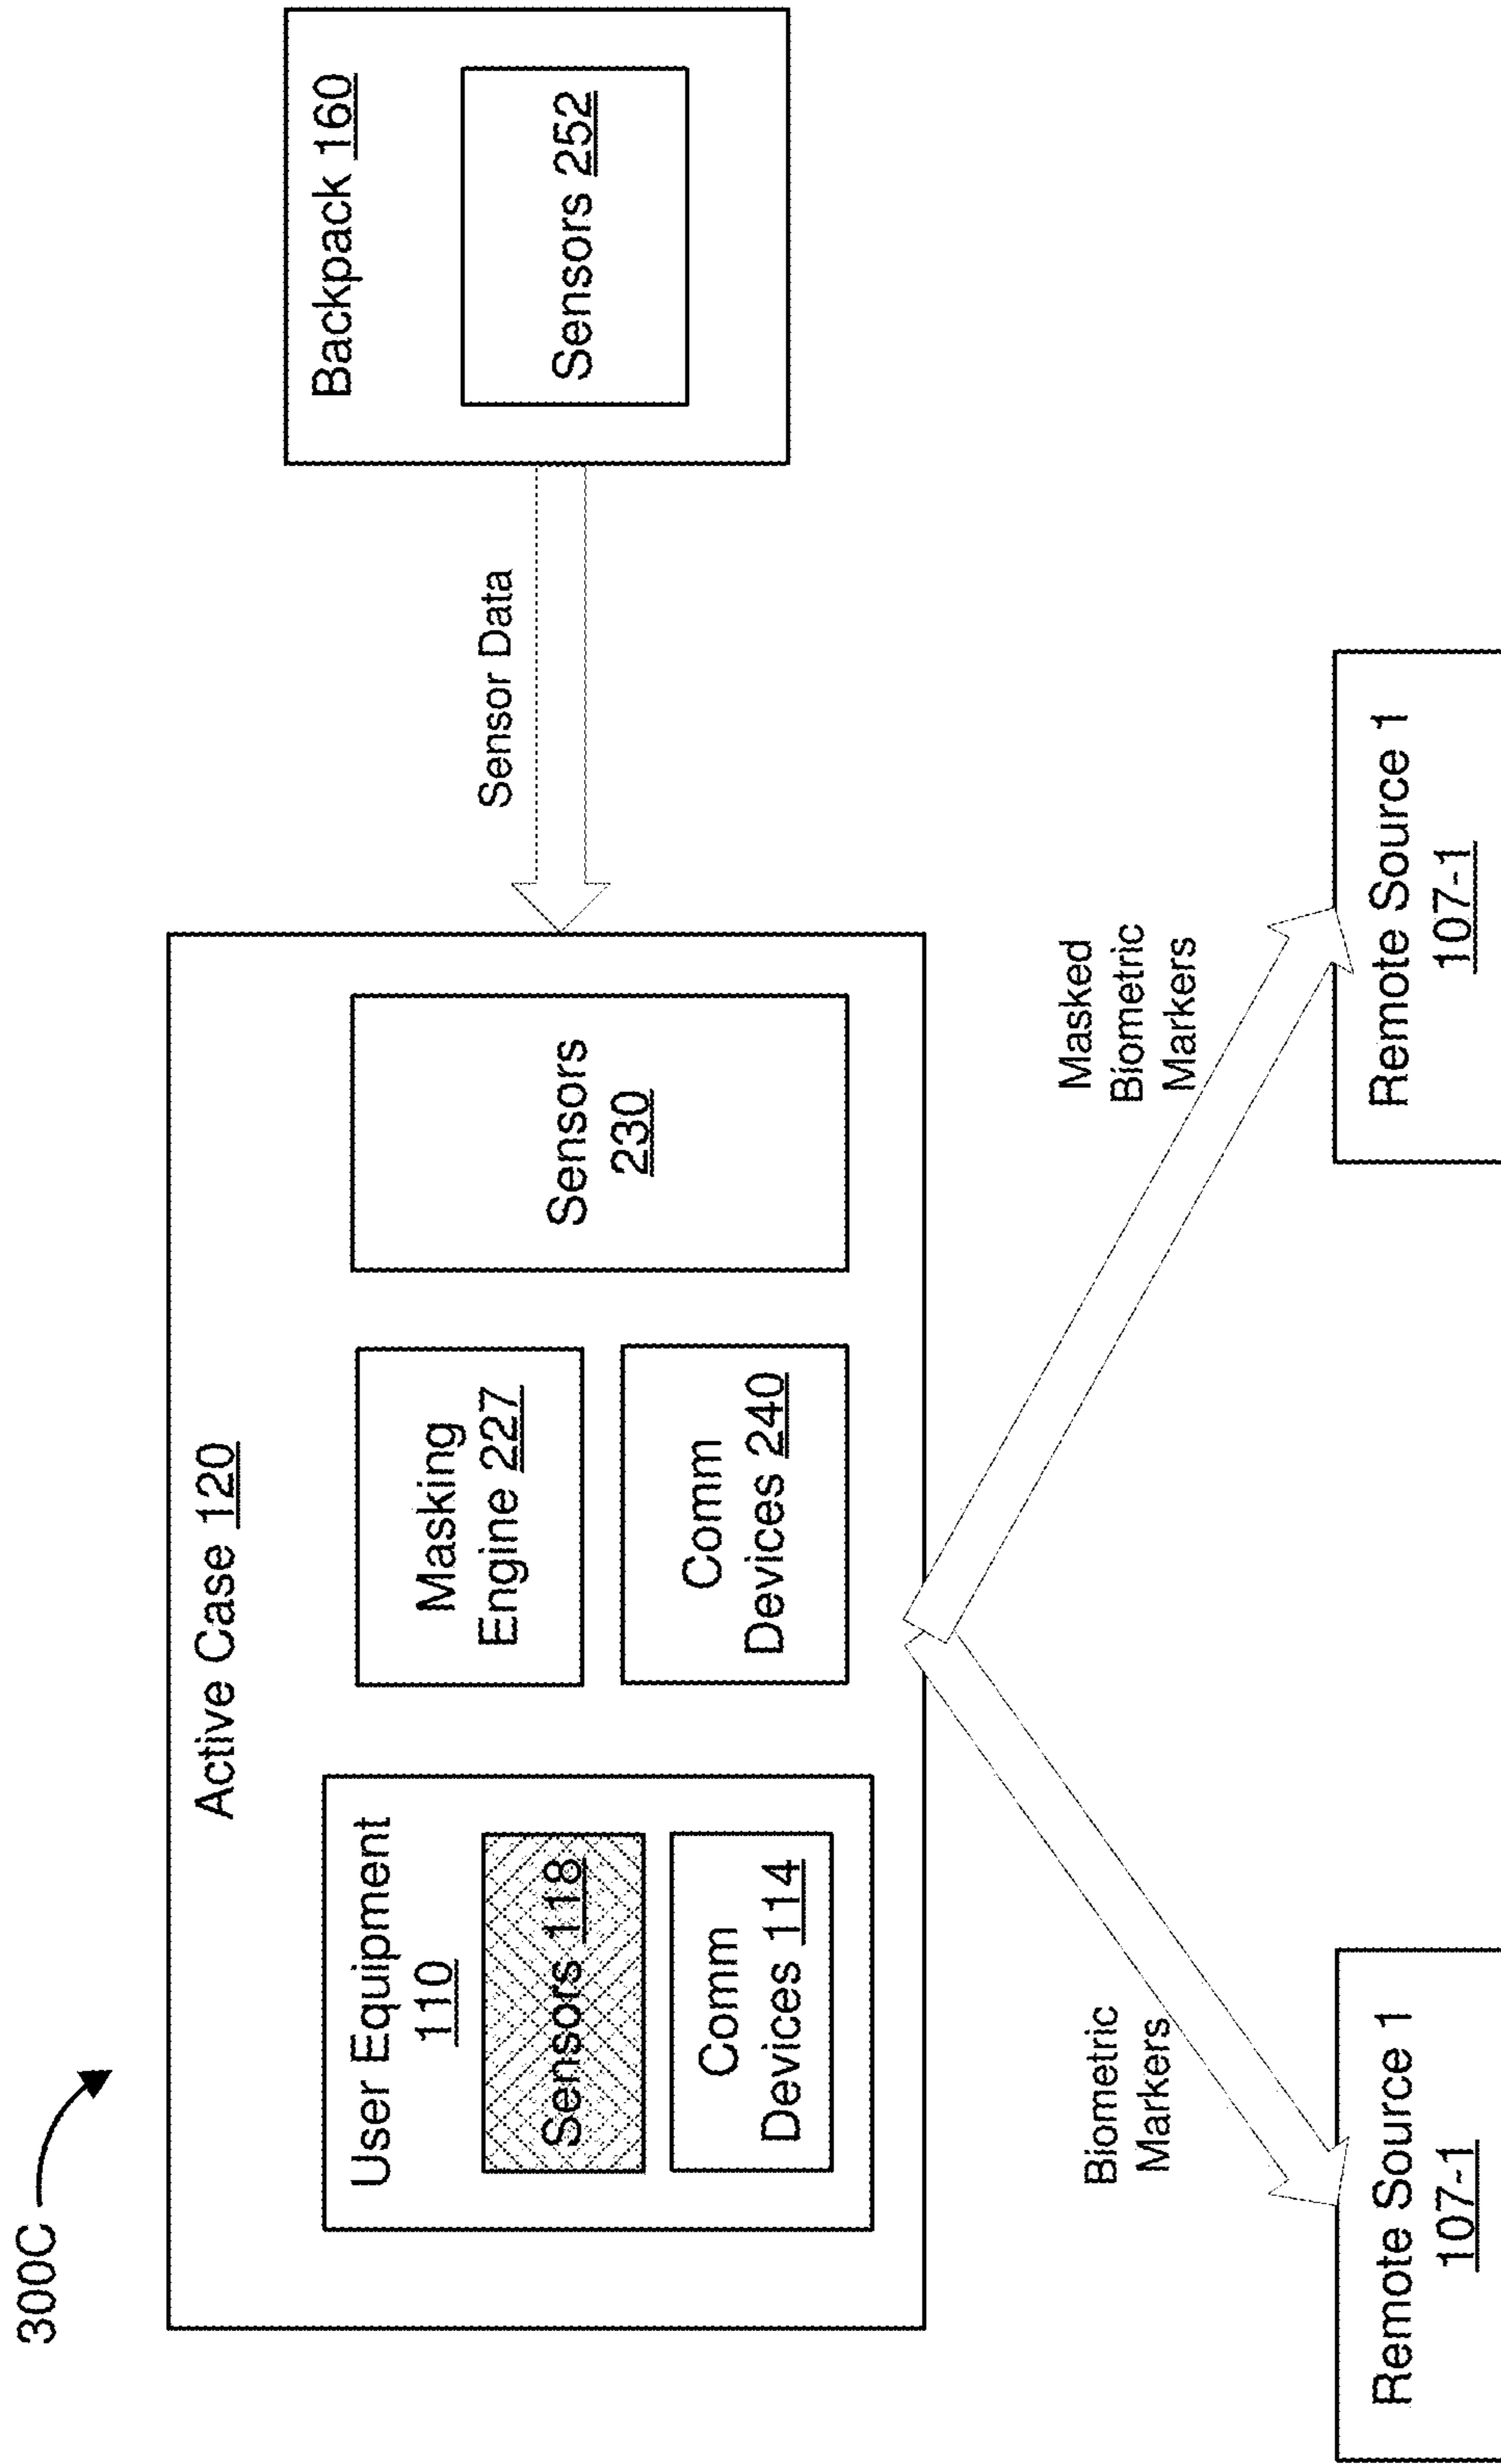 300C
Active Case 120
User Equipment
110
Sensors 118
Comm
Devices 114
Masking
Engine 227
Comm
Devices 240
Sensors
230
Sensor Data
Backpack 160
Sensors 252
Biometric
Markers
Masked
Biometric
Markers
Remote Source 1
107-1
Remote Source 1
107-1